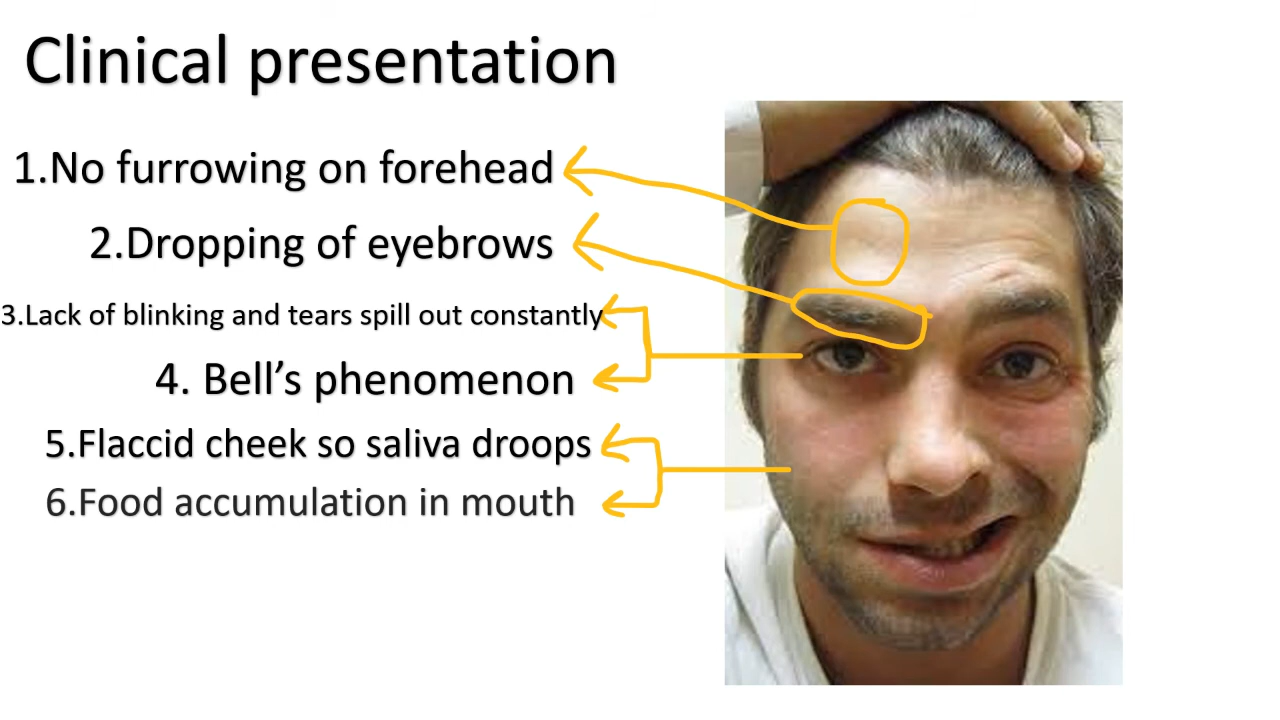 Clinical presentation
1.No furrowing on forehead
2.Dropping of eyebrows
3.Lack of blinking and tears spill out constantly
4. Bell’s phenomenon
5.Flaccid cheek so saliva droops
6.Food accumulation in mouth